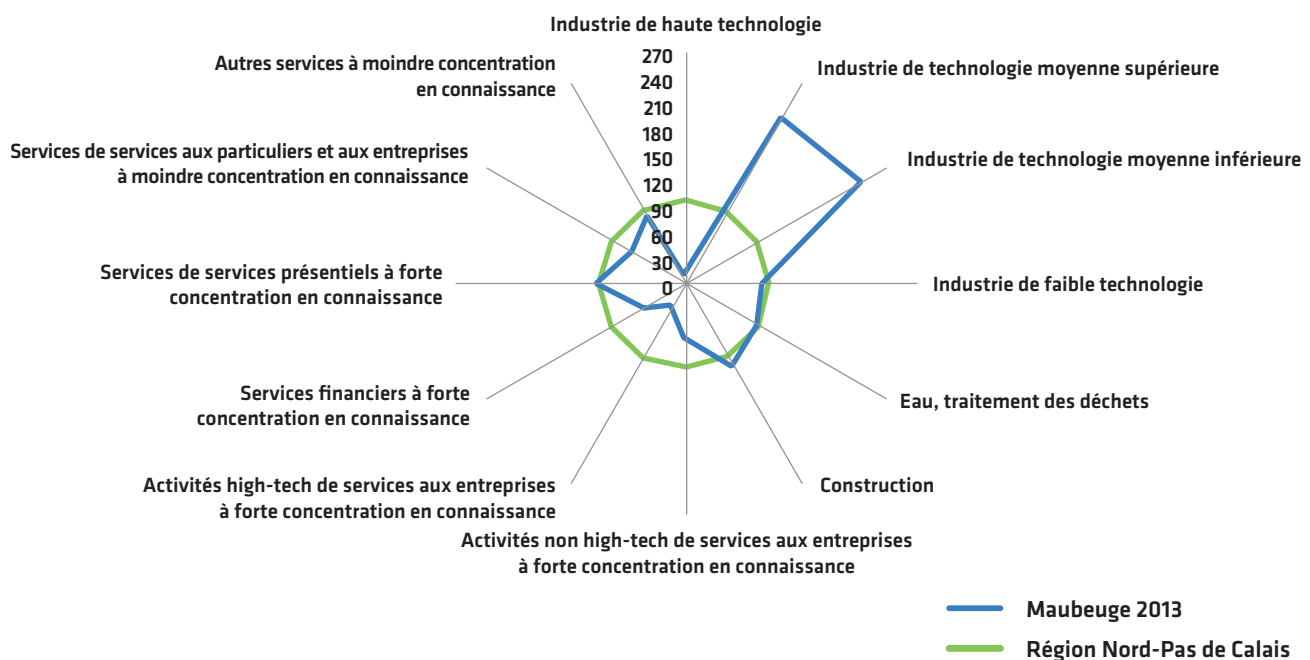 Industrie de haute technologie
270
240
210
180
150
120
90
60
30
0
Industrie de technologie moyenne supérieure
Industrie de technologie moyenne inférieure
Industrie de faible technologie
Eau, traitement des déchets
Construction
Activités non high-tech de services aux entreprises
à forte concentration en connaissance
Activités high-tech de services aux entreprises
à forte concentration en connaissance
Services financiers à forte
concentration en connaissance
Services de services présentiels à forte
concentration en connaissance
Services de services aux particuliers et aux entreprises
à moindre concentration en connaissance
Autres services à moindre concentration
en connaissance
Maubeuge 2013
Région Nord-Pas de Calais